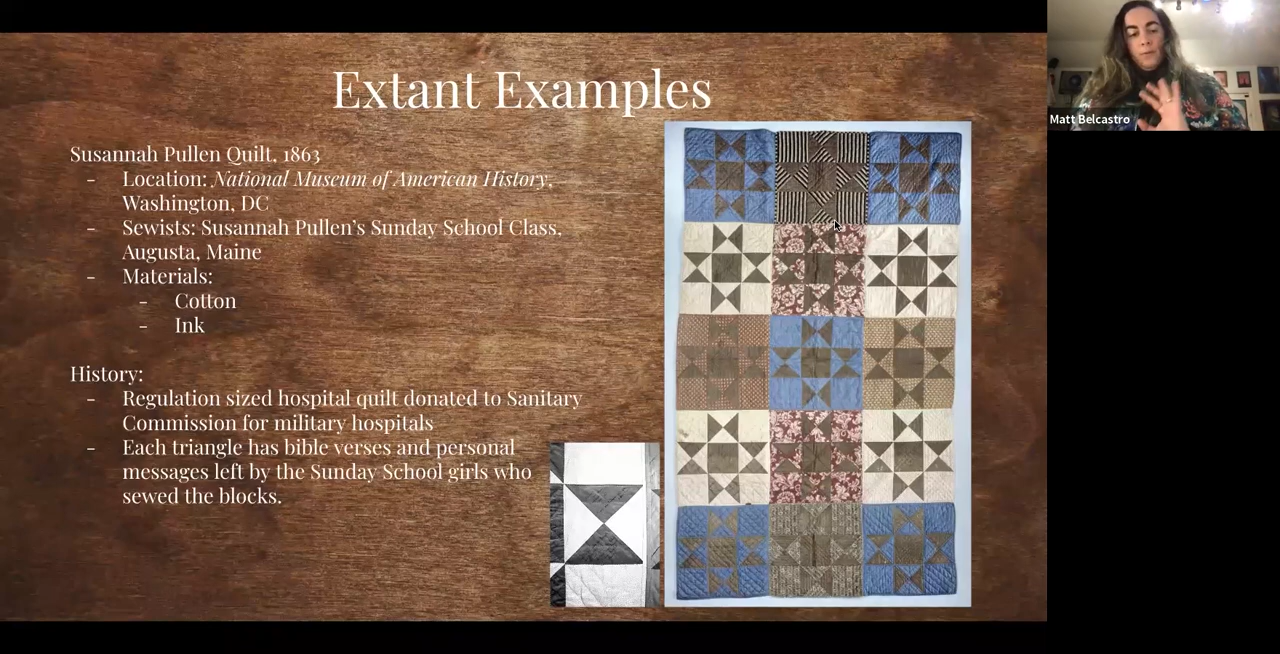 Extant Examples
Susannah Pullen Quilt, 1863
- Location: National Museum of American History,
Washington, DC
- Sewists: Susannah Pullen’s Sunday School Class,
Augusta, Maine
- Materials:
- Cotton
- Ink
History:
- Regulation sized hospital quilt donated to Sanitary
Commission for military hospitals
- Each triangle has bible verses and personal
messages left by the Sunday School girls who
sewed the blocks.
Matt Belcastro